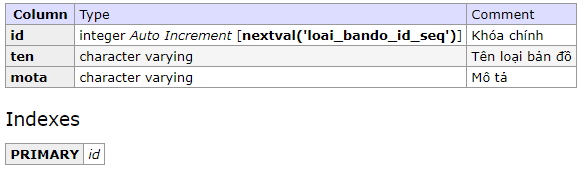 Column Type Comment
id integer Auto Increment [nextval('loai_bando_id_seq')] Khóa chính
ten character varying Tên loại bản đồ
mota character varying Mô tả
Indexes
PRIMARY id